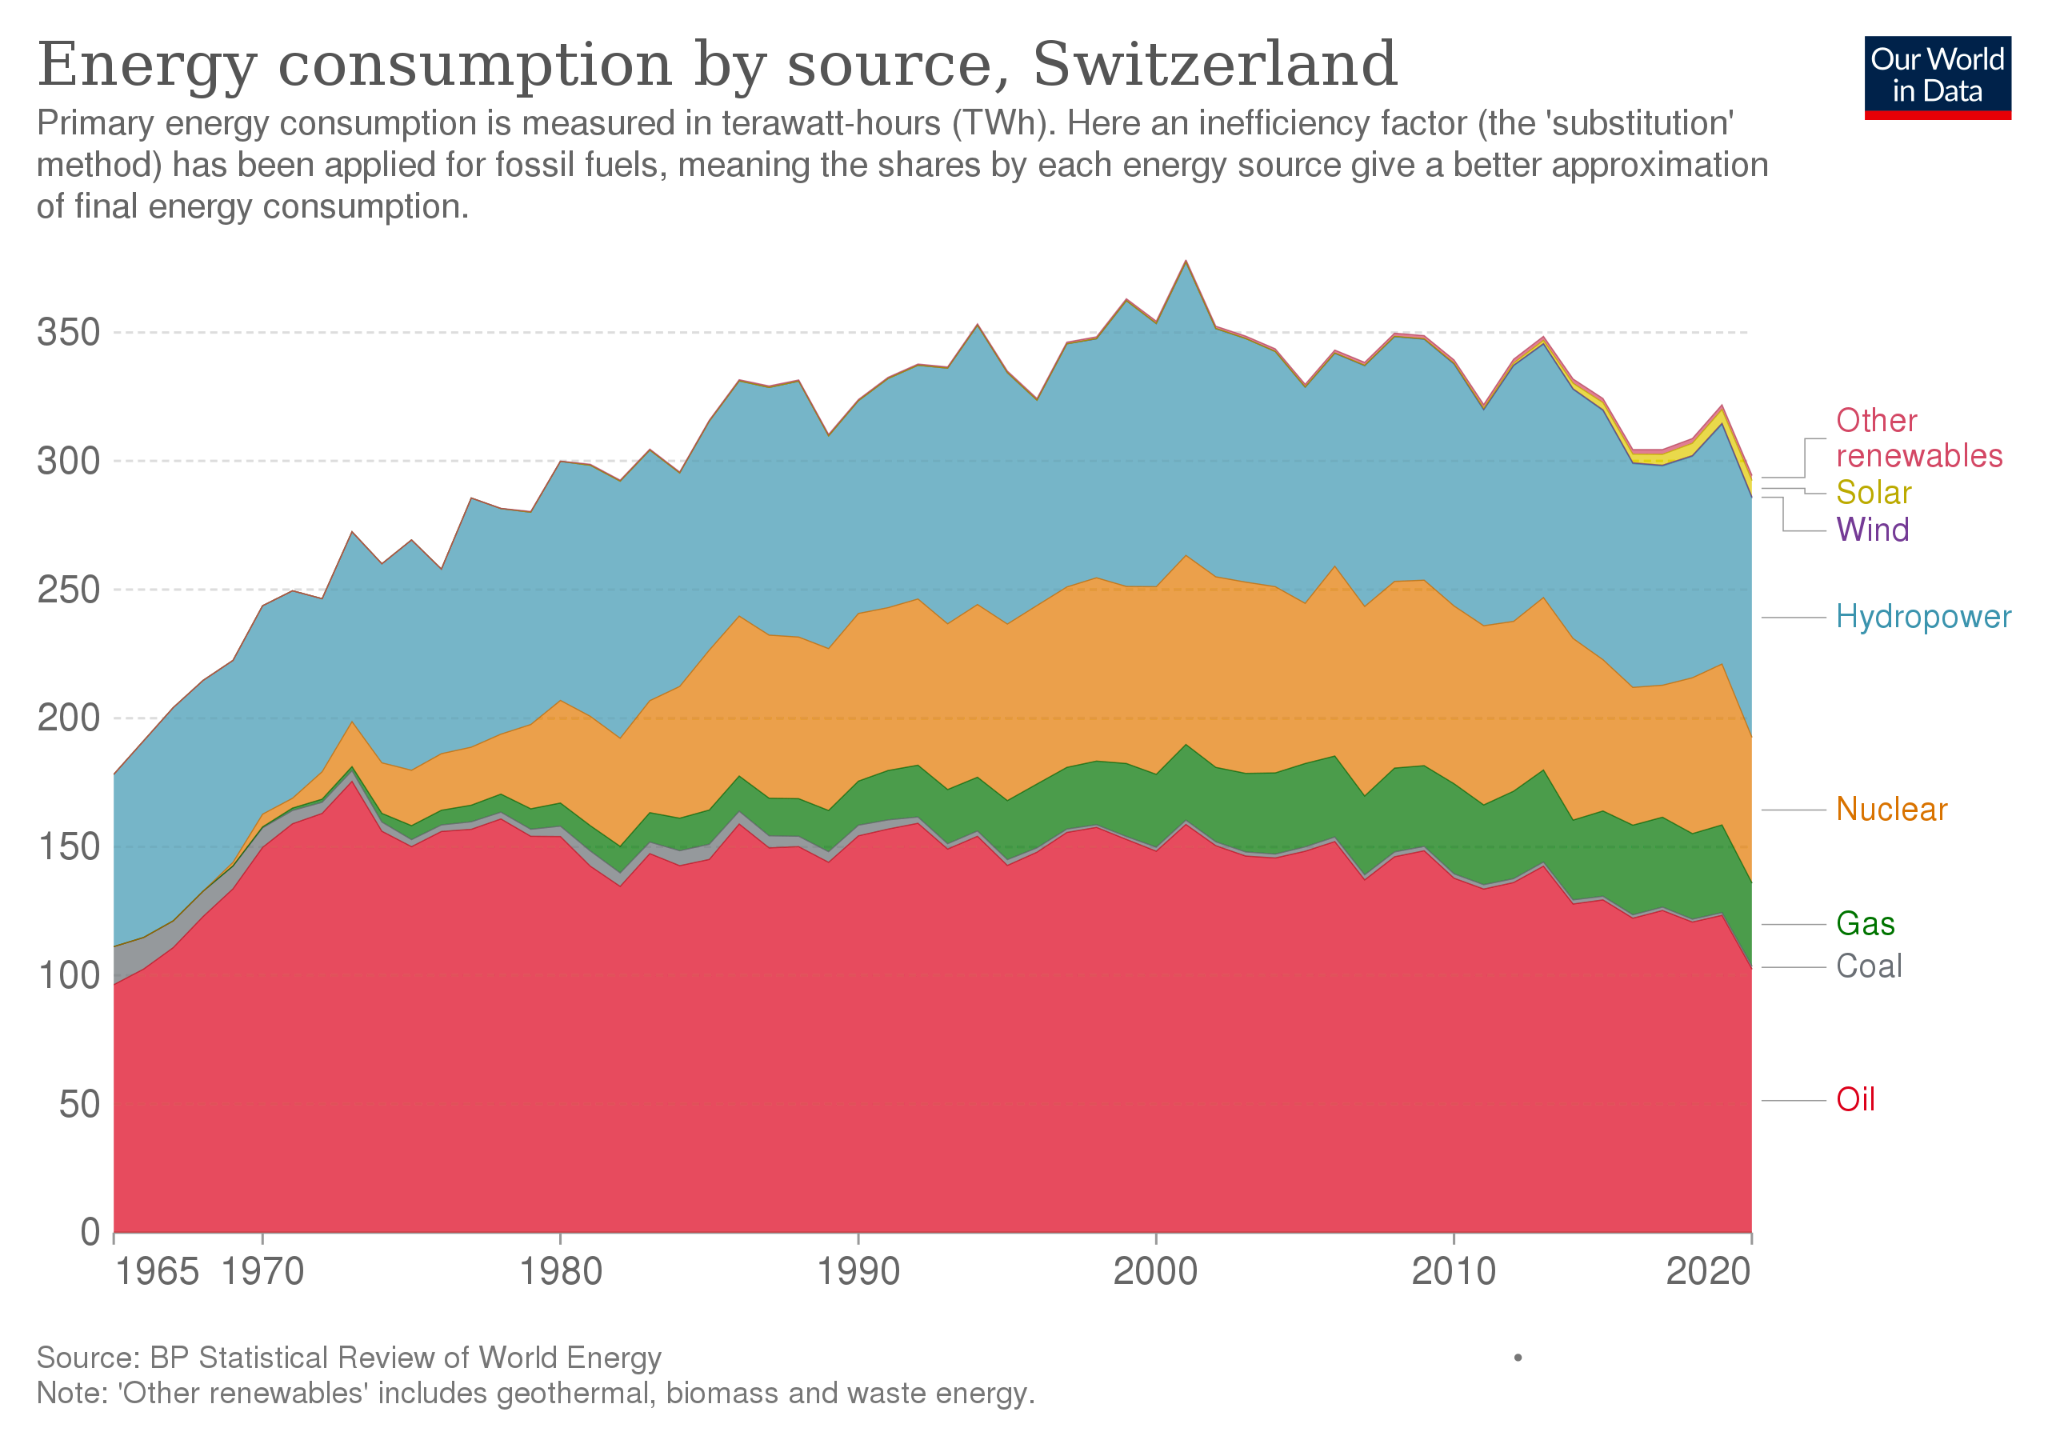 Energy consumption by source, Switzerland
Our World
in Data
Primary energy consumption is measured in terawatt-hours (TWh). Here an inefficiency factor (the 'substitution'
method) has been applied for fossil fuels, meaning the shares by each energy source give a better approximation
of final energy consumption.
350
300
250
200
150
100
50
0
Other
renewables
Solar
Wind
Hydropower
Nuclear
Gas
Coal
Oil
1965 1970 1980 1990 2000 2010 2020
Source: BP Statistical Review of World Energy
Note: 'Other renewables' includes geothermal, biomass and waste energy.